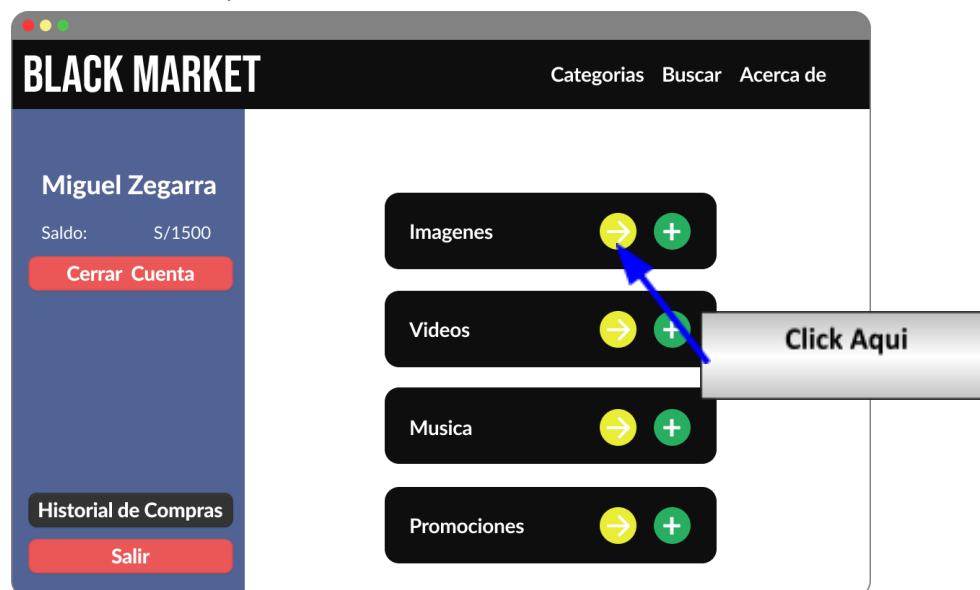 BLACK MARKET
Categorias Buscar Acerca de
Miguel Zegarra
Saldo: S/1500
Cerrar Cuenta
Historial de Compras
Salir
Imagenes
Videos
Musica
Promociones
Click Aqui